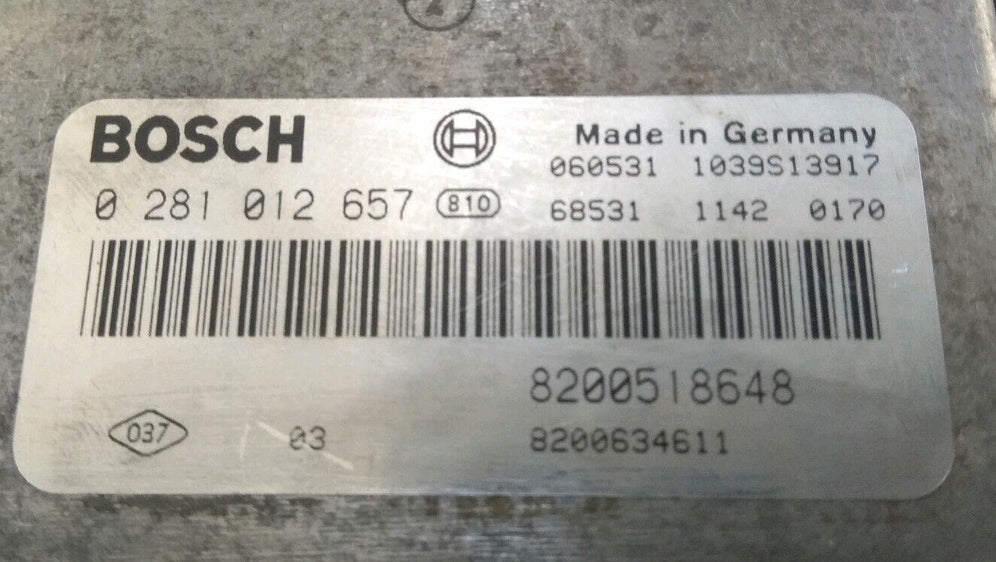 BOSCH
Made in Germany
060531 1039S13917
0 281 012 657 810
68531 1142 0170
8200518648
037 03
8200634611